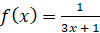 f(x) = 1/(3x + 1)